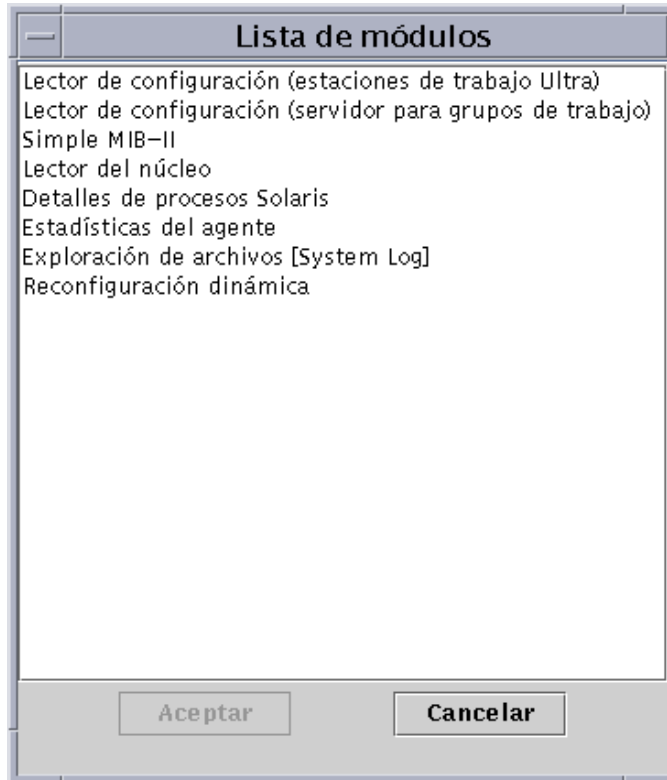 Lista de módulos
Lector de configuración (estaciones de trabajo Ultra)
Lector de configuración (servidor para grupos de trabajo)
Simple MIB-II
Lector del núcleo
Detalles de procesos Solaris
Estadísticas del agente
Exploración de archivos [System Log]
Reconfiguración dinámica
Aceptar Cancelar